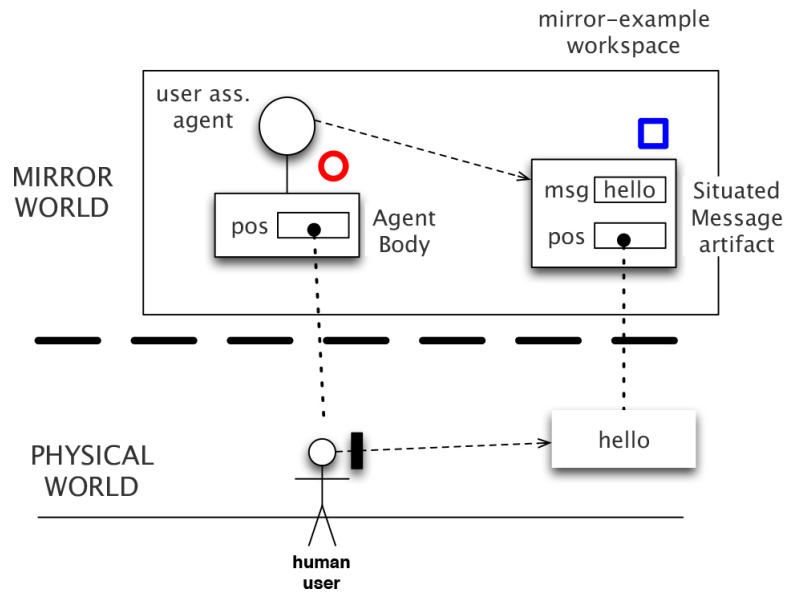 mirror-example
workspace
user ass.
agent
MIRROR
WORLD
pos
Agent
Body
msg hello
pos
Situated
Message
artifact
PHYSICAL
WORLD
hello
human
user